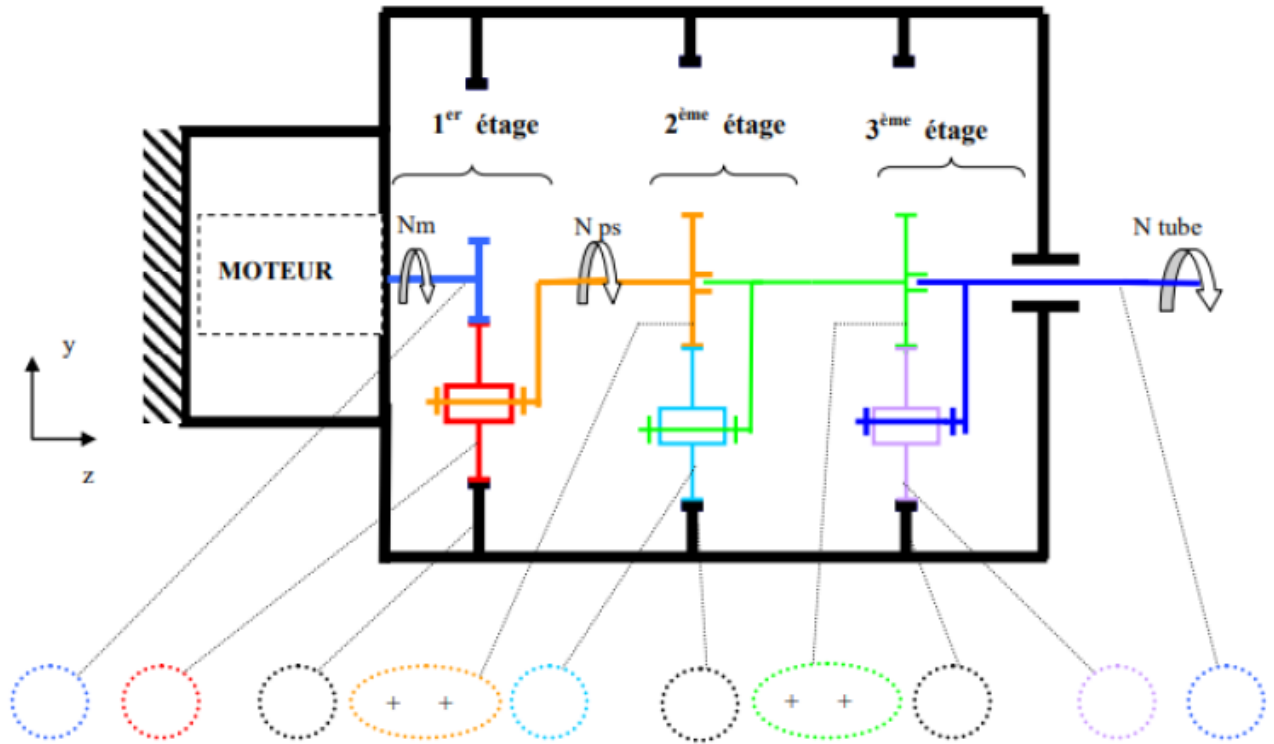 1er étage
2ème étage
3ème étage
Nm
N ps
N tube
MOTEUR
y
z
+ +
+ +